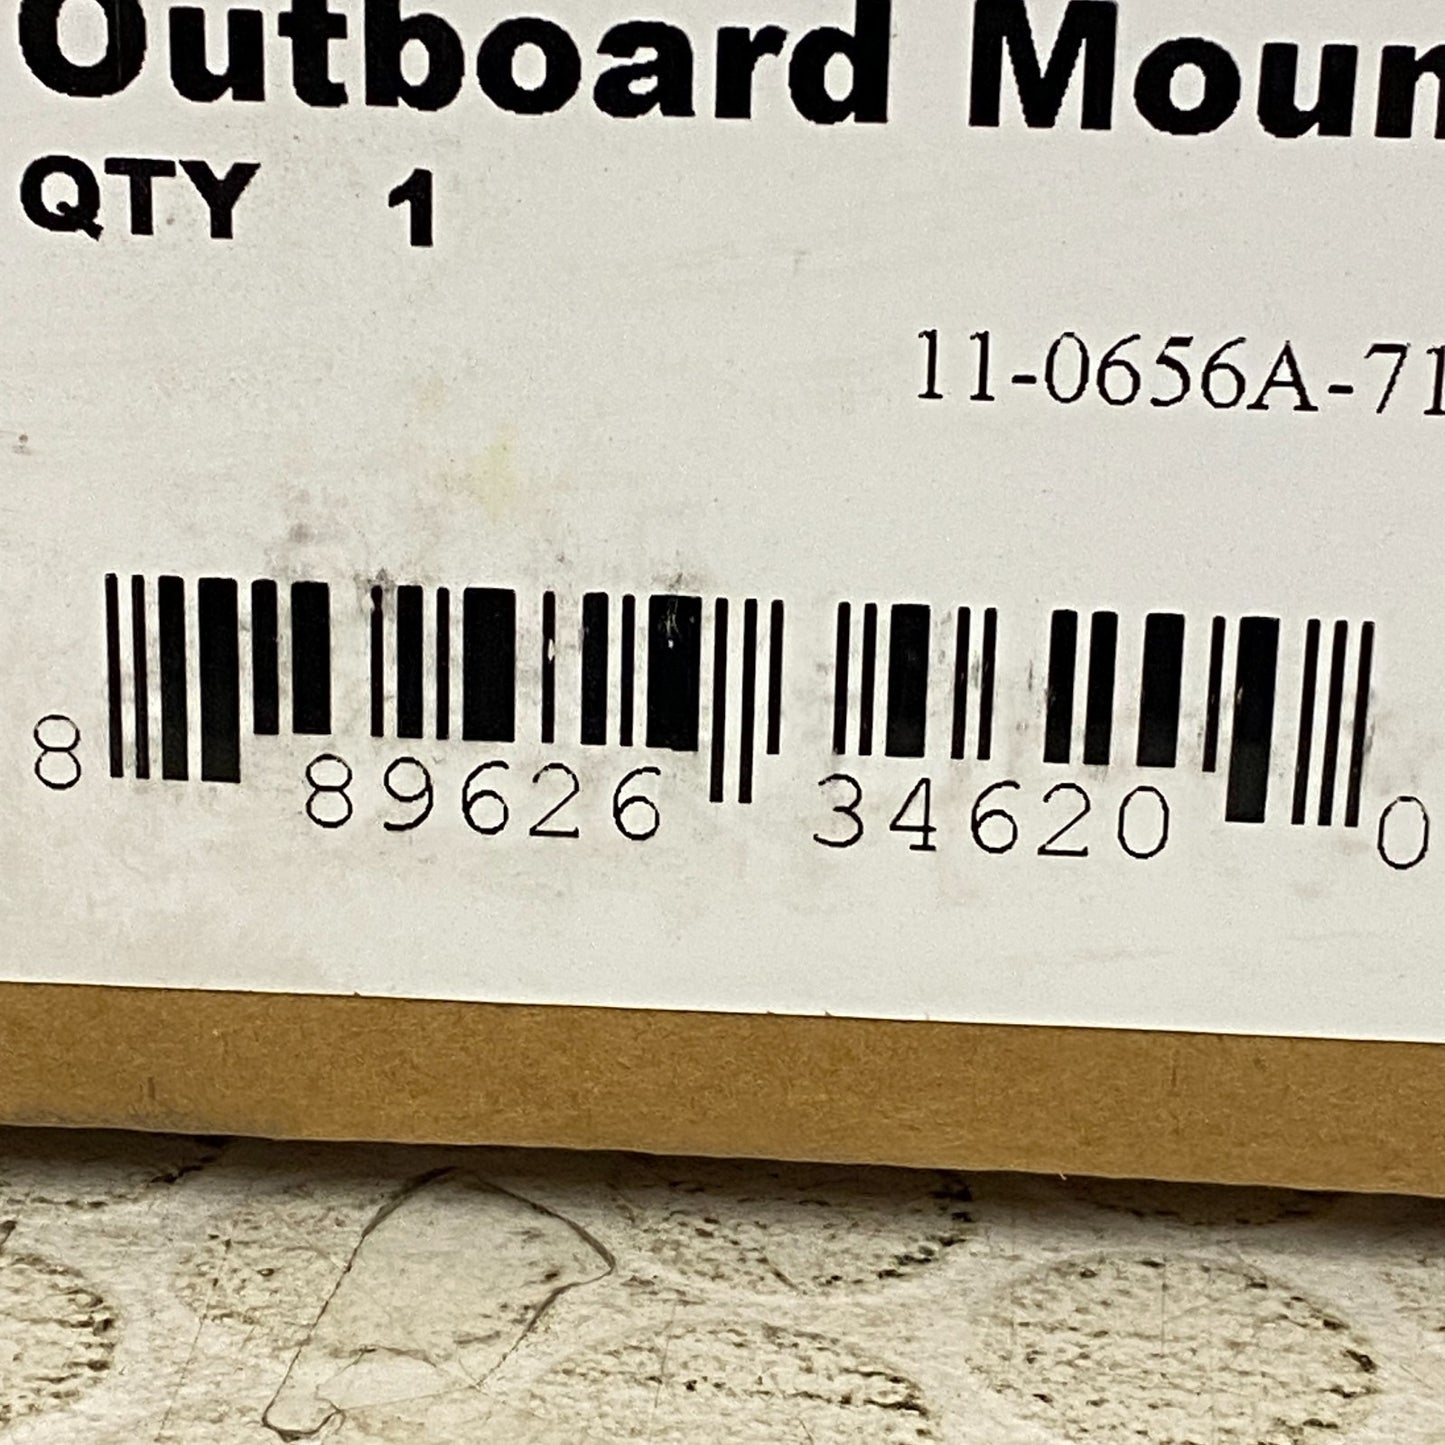 Outboard Moun
QTY 1
11-0656A-71
8 89626 34620 0